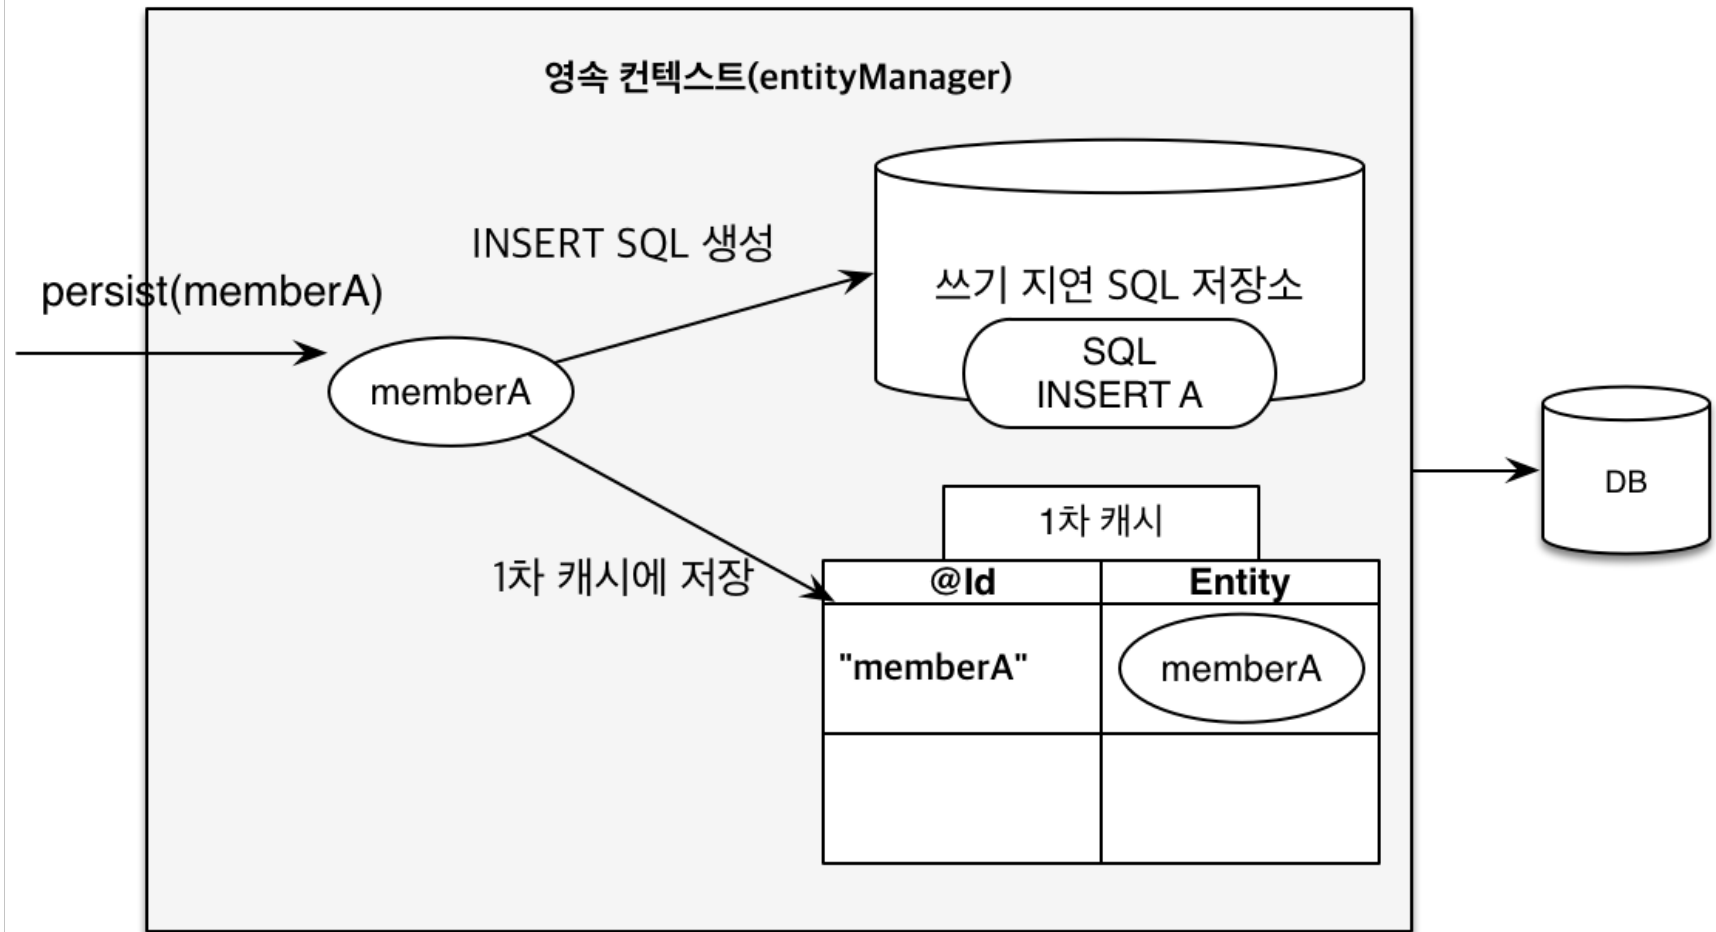 영속 컨텍스트(entityManager)
INSERT SQL 생성
persist(memberA)
쓰기 지연 SQL 저장소
SQL
INSERT A
memberA
DB
1차 캐시
1차 캐시에 저장
@Id Entity
"memberA" memberA